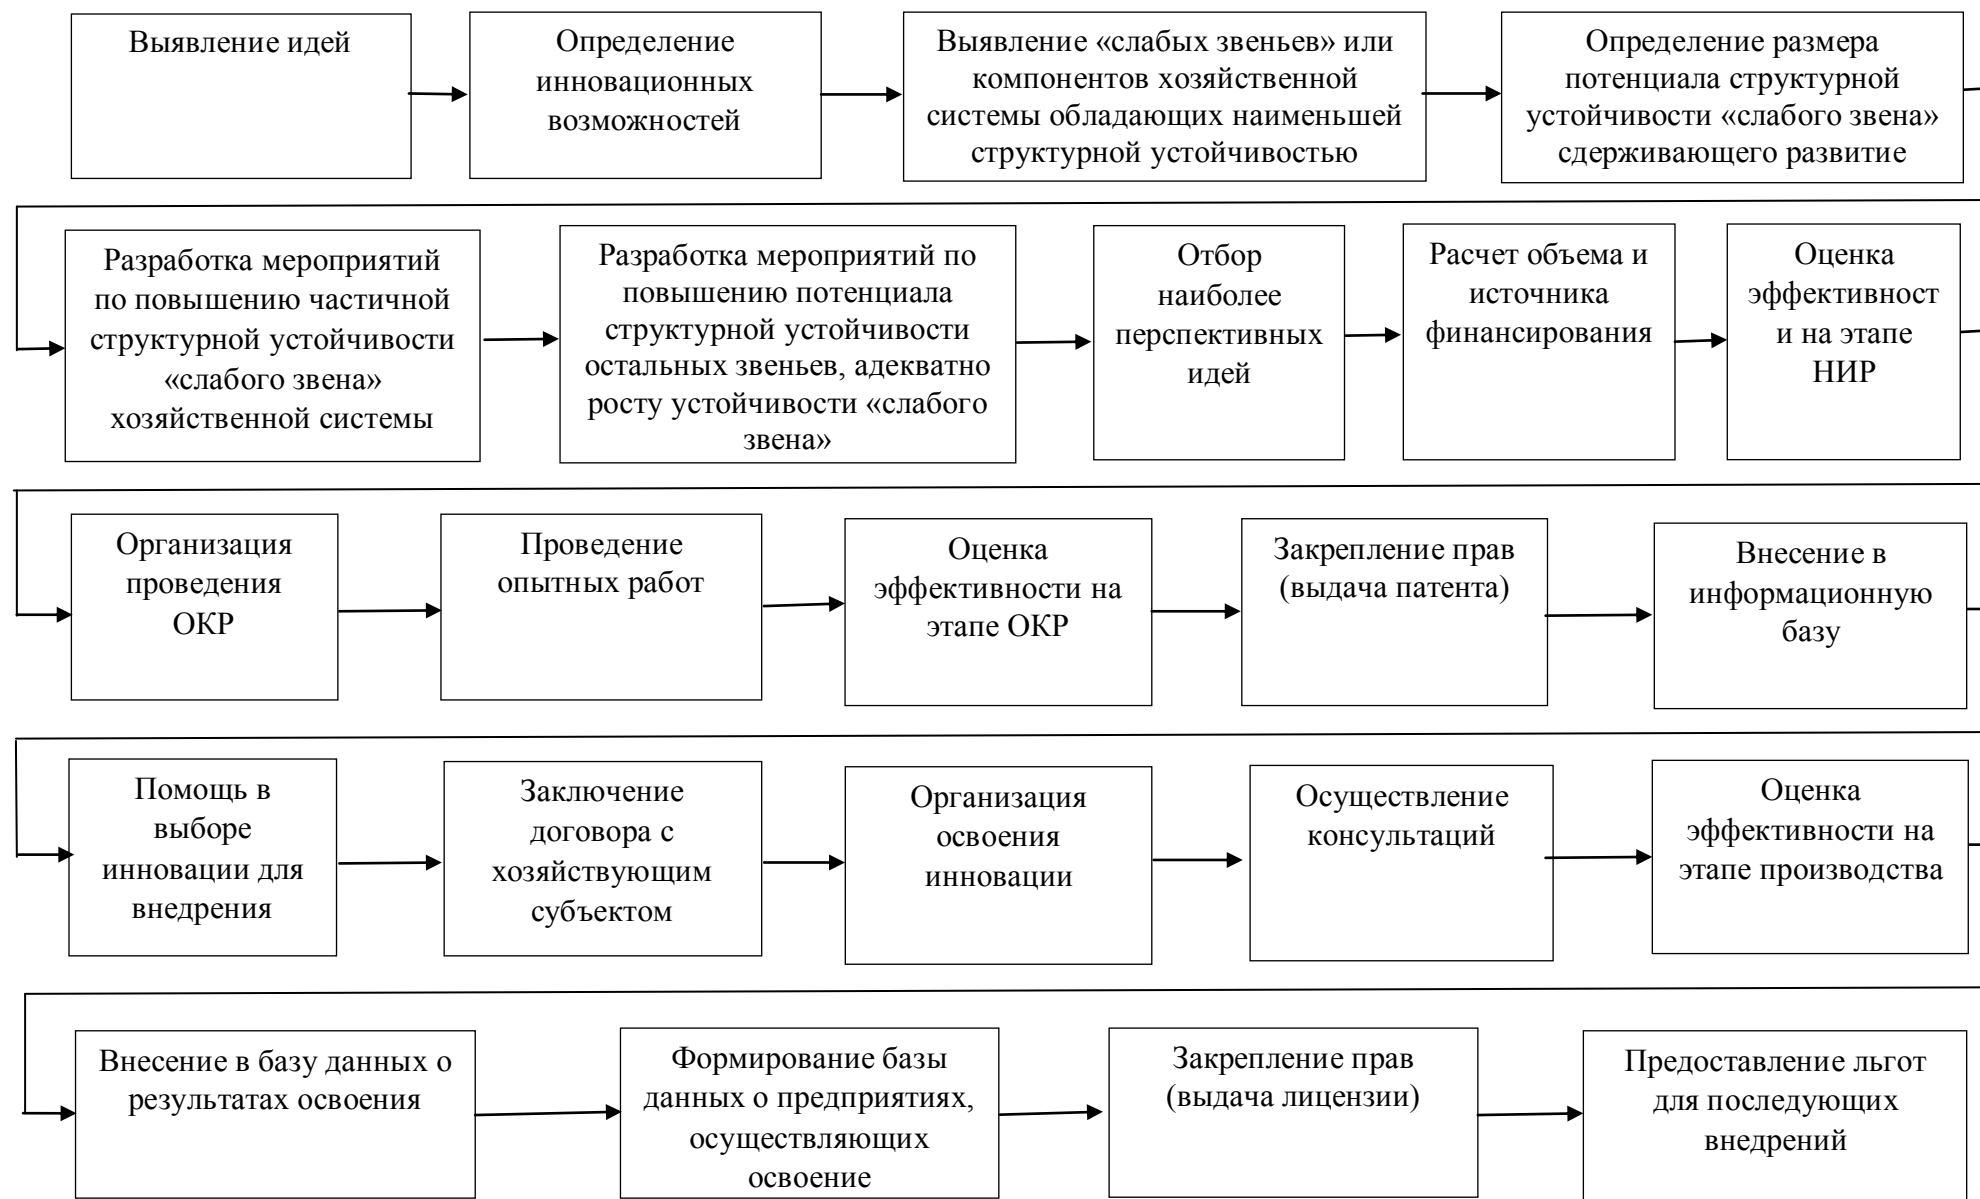 Выявление идей
Определение
инновационных
возможностей
Выявление «слабых звеньев» или
компонентов хозяйственной
системы обладающих наименьшей
структурной устойчивостью
Определение размера
потенциала структурной
устойчивости «слабого звена»
сдерживающего развитие
Разработка мероприятий
по повышению частичной
структурной устойчивости
«слабого звена»
хозяйственной системы
Разработка мероприятий по
повышению потенциала
структурной устойчивости
остальных звеньев, адекватно
росту устойчивости «слабого
звена»
Отбор
наиболее
перспективных
идей
Расчет объема и
источника
финансирования
Оценка
эффективност
и на этапе
НИР
Организация
проведения
ОКР
Проведение
опытных работ
Оценка
эффективности на
этапе ОКР
Закрепление прав
(выдача патента)
Внесение в
информационную
базу
Помощь в
выборе
инновации для
внедрения
Заключение
договора с
хозяйствующим
субъектом
Организация
освоения
инновации
Осуществление
консультаций
Оценка
эффективности на
этапе производства
Внесение в базу данных о
результатах освоения
Формирование базы
данных о предприятиях,
осуществляющих
освоение
Закрепление прав
(выдача лицензии)
Предоставление льгот
для последующих
внедрений